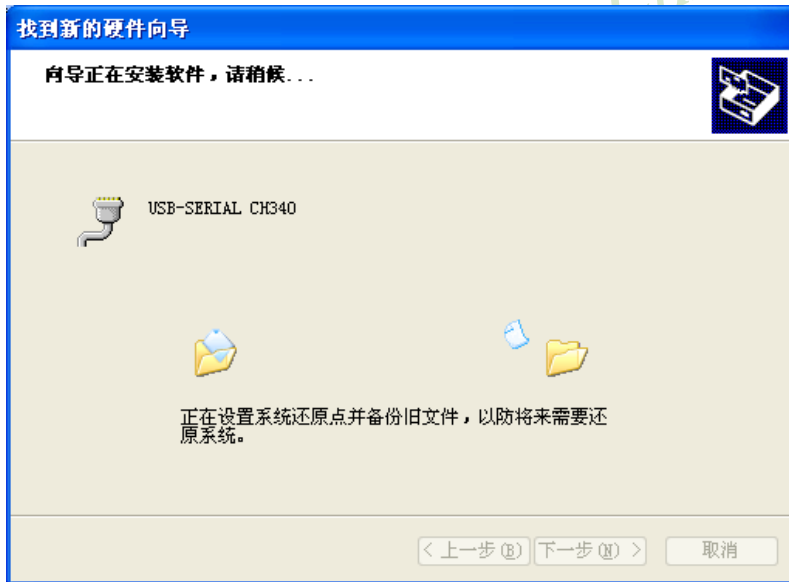 找到新的硬件向导
向导正在安装软件，请稍候...
USB-SERIAL CH340
正在设置系统还原点并备份旧文件，以防将来需要还
原系统。
< 上一步(B) 下一步(N) > 取消